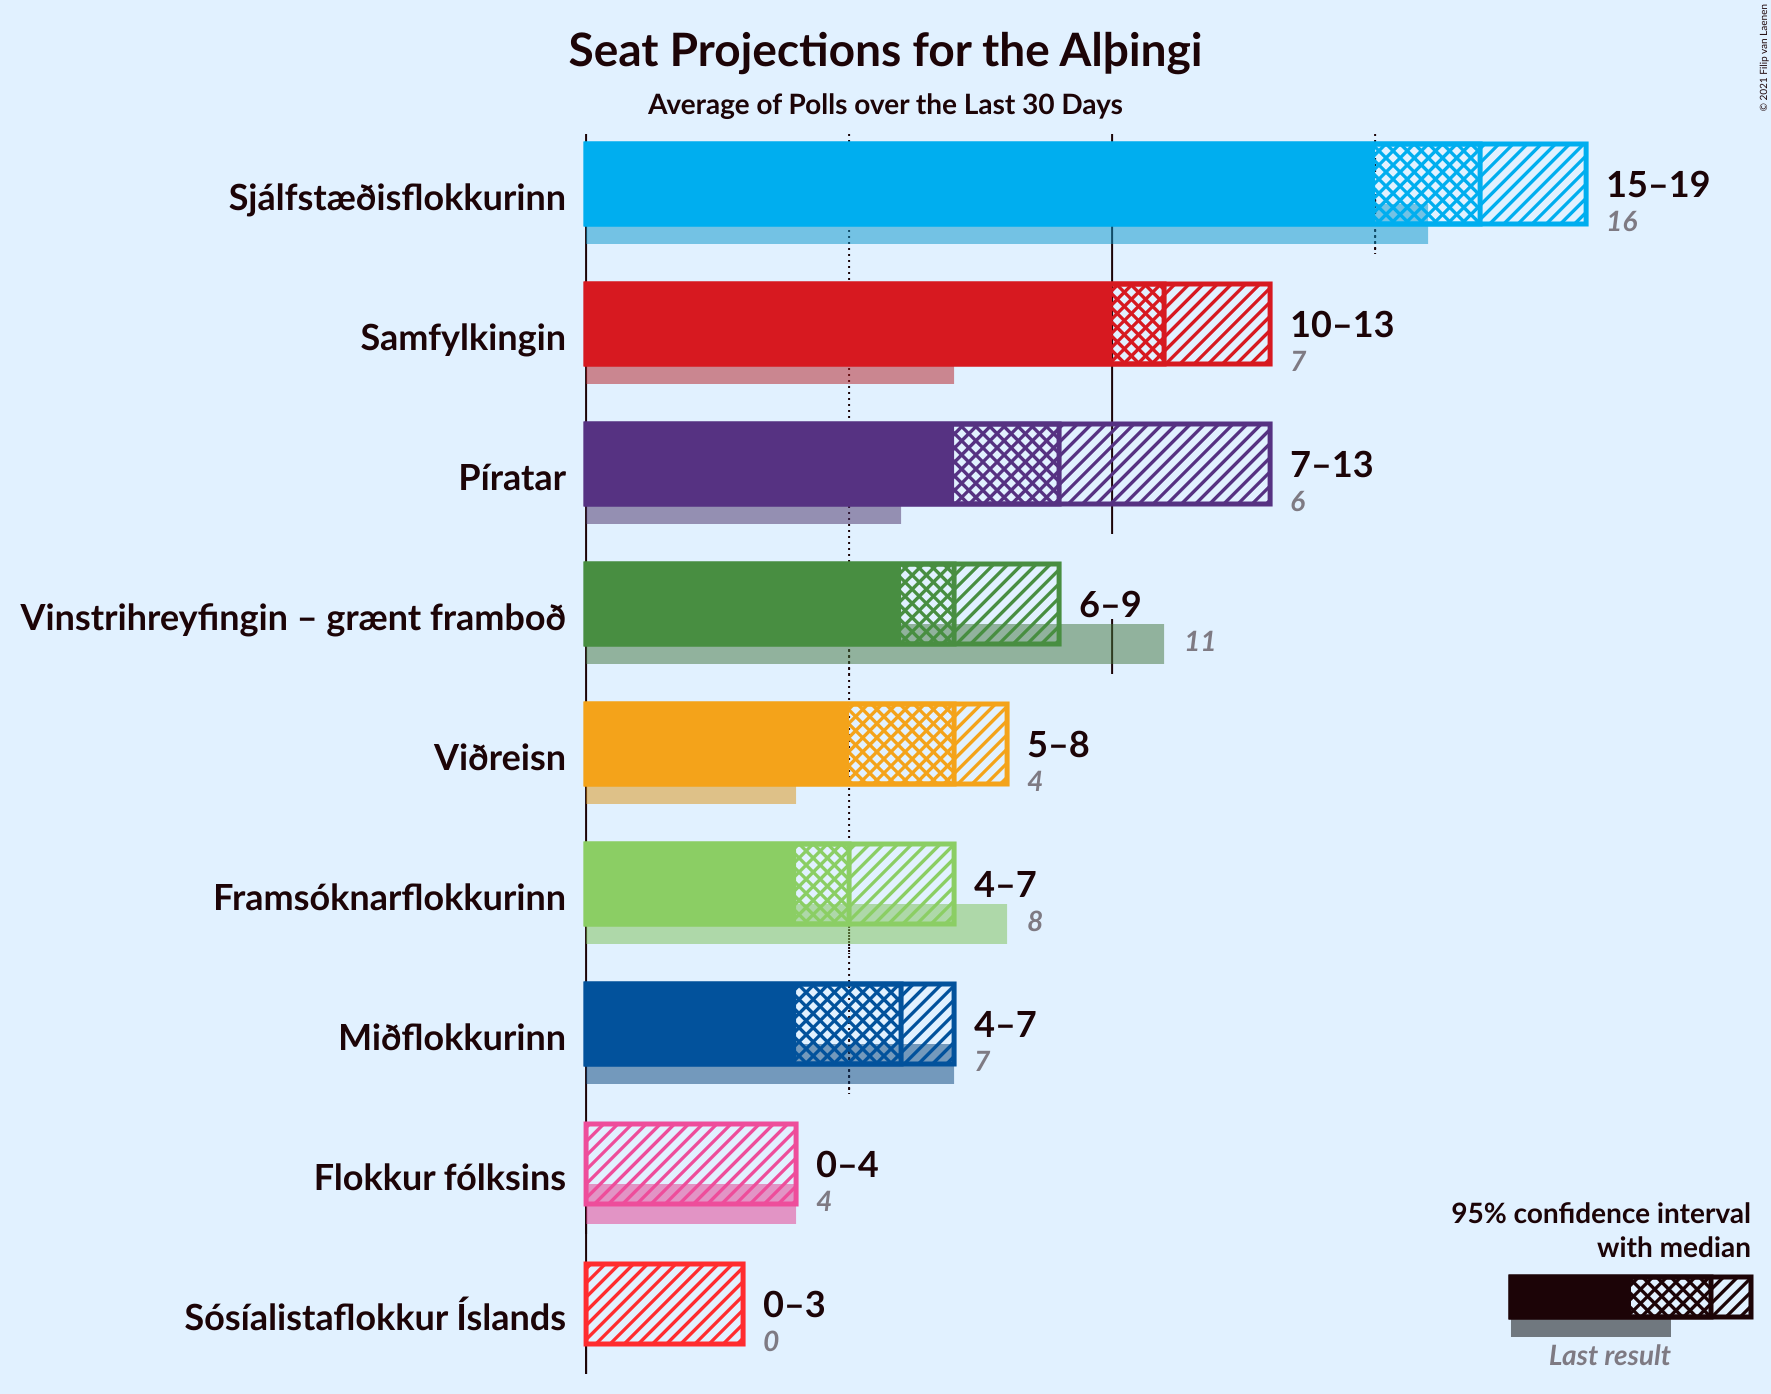 Seat Projections for the Alþingi
Average of Polls over the Last 30 Days
© 2021 Filip van Laenen
Sjálfstæðisflokkurinn
15–19
16
Samfylkingin
10–13
7
Píratar
7–13
6
Vinstrihreyfingin – grænt framboð
6–9
11
Viðreisn
5–8
4
Framsóknarflokkurinn
4–7
8
Miðflokkurinn
4–7
7
Flokkur fólksins
0–4
4
Sósíalistaflokkur Íslands
0–3
0
95% confidence interval
with median
Last result